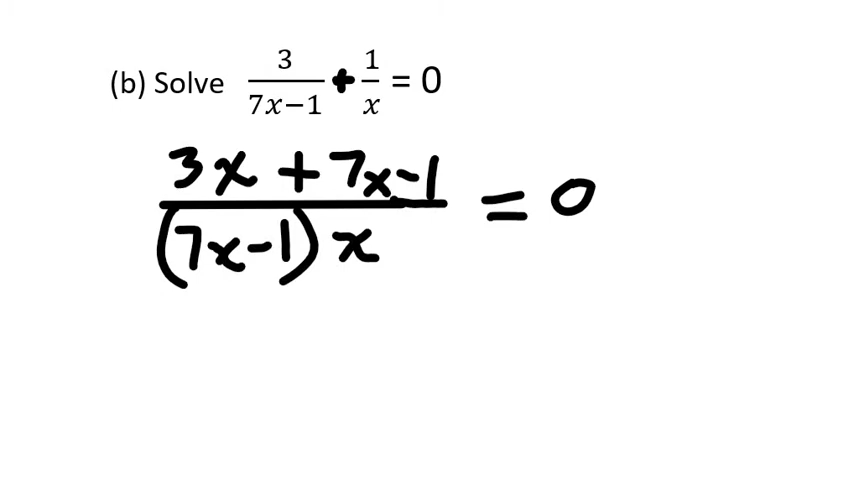 (b) Solve 3/(7x−1) + 1/x = 0
(3x + 7x−1)/((7x−1)x) = 0